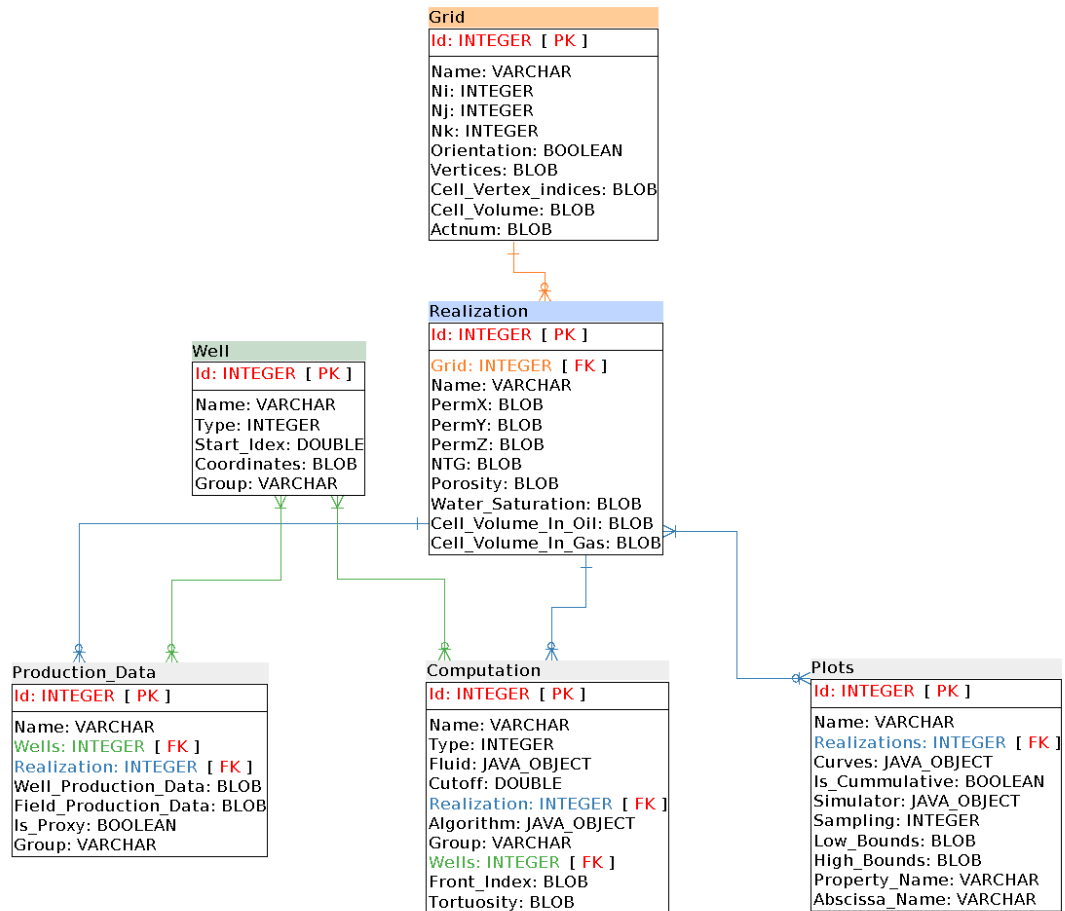 Grid
Id: INTEGER [ PK ]
Name: VARCHAR
Ni: INTEGER
Nj: INTEGER
Nk: INTEGER
Orientation: BOOLEAN
Vertices: BLOB
Cell_Vertex_indices: BLOB
Cell_Volume: BLOB
Actnum: BLOB
Realization
Id: INTEGER [ PK ]
Grid: INTEGER [ FK ]
Name: VARCHAR
PermX: BLOB
PermY: BLOB
PermZ: BLOB
NTG: BLOB
Porosity: BLOB
Water_Saturation: BLOB
Cell_Volume_In_Oil: BLOB
Cell_Volume_In_Gas: BLOB
Well
Id: INTEGER [ PK ]
Name: VARCHAR
Type: INTEGER
Start_Idex: DOUBLE
Coordinates: BLOB
Group: VARCHAR
Production_Data
Id: INTEGER [ PK ]
Name: VARCHAR
Wells: INTEGER [ FK ]
Realization: INTEGER [ FK ]
Well_Production_Data: BLOB
Field_Production_Data: BLOB
Is_Proxy: BOOLEAN
Group: VARCHAR
Computation
Id: INTEGER [ PK ]
Name: VARCHAR
Type: INTEGER
Fluid: JAVA_OBJECT
Cutoff: DOUBLE
Realization: INTEGER [ FK ]
Algorithm: JAVA_OBJECT
Group: VARCHAR
Wells: INTEGER [ FK ]
Front_Index: BLOB
Tortuosity: BLOB
Plots
Id: INTEGER [ PK ]
Name: VARCHAR
Realizations: INTEGER [ FK ]
Curves: JAVA_OBJECT
Is_Cummulative: BOOLEAN
Simulator: JAVA_OBJECT
Sampling: INTEGER
Low_Bounds: BLOB
High_Bounds: BLOB
Property_Name: VARCHAR
Abscissa_Name: VARCHAR